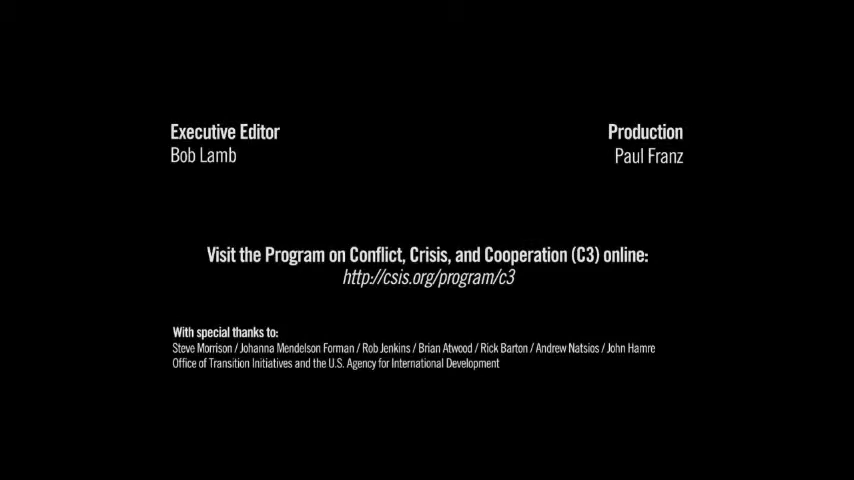 Executive Editor
Bob Lamb
Production
Paul Franz
Visit the Program on Conflict, Crisis, and Cooperation (C3) online:
http://csis.org/program/c3
With special thanks to:
Steve Morrison / Johanna Mendelson Forman / Rob Jenkins / Brian Atwood / Rick Barton / Andrew Natsios / John Hamre
Office of Transition Initiatives and the U.S. Agency for International Development